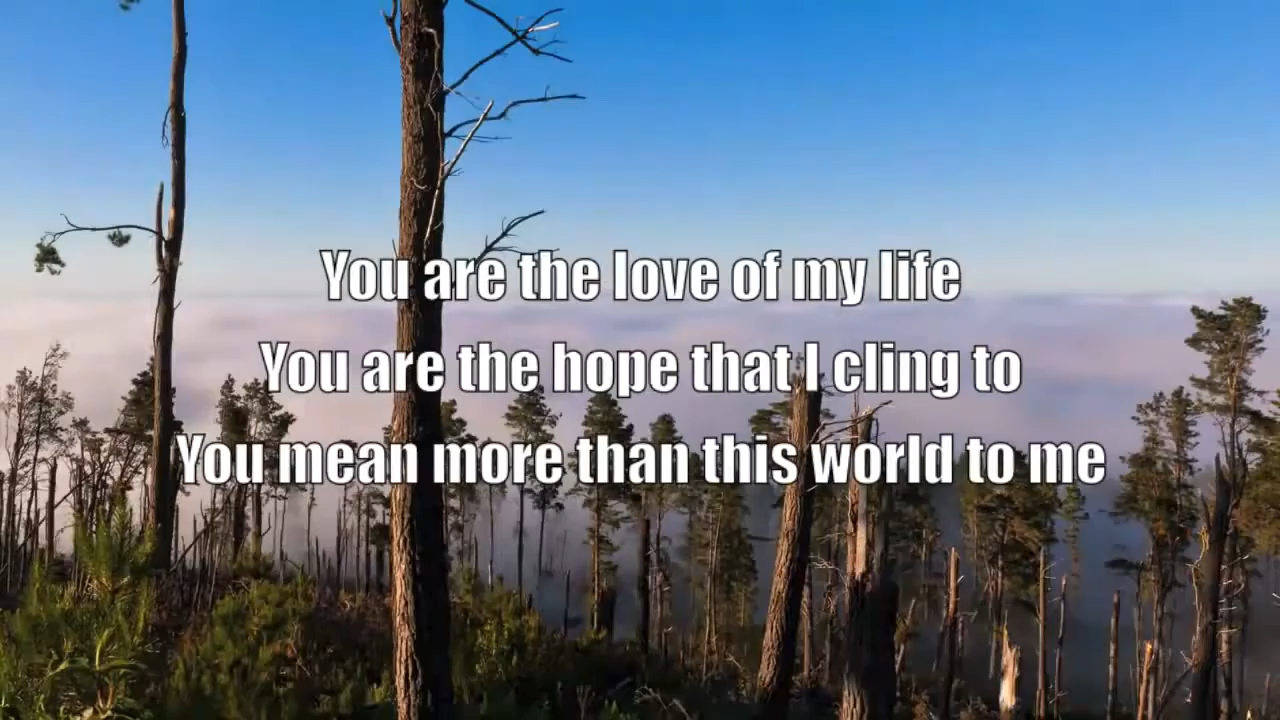 You are the love of my life
You are the hope that I cling to
You mean more than this world to me